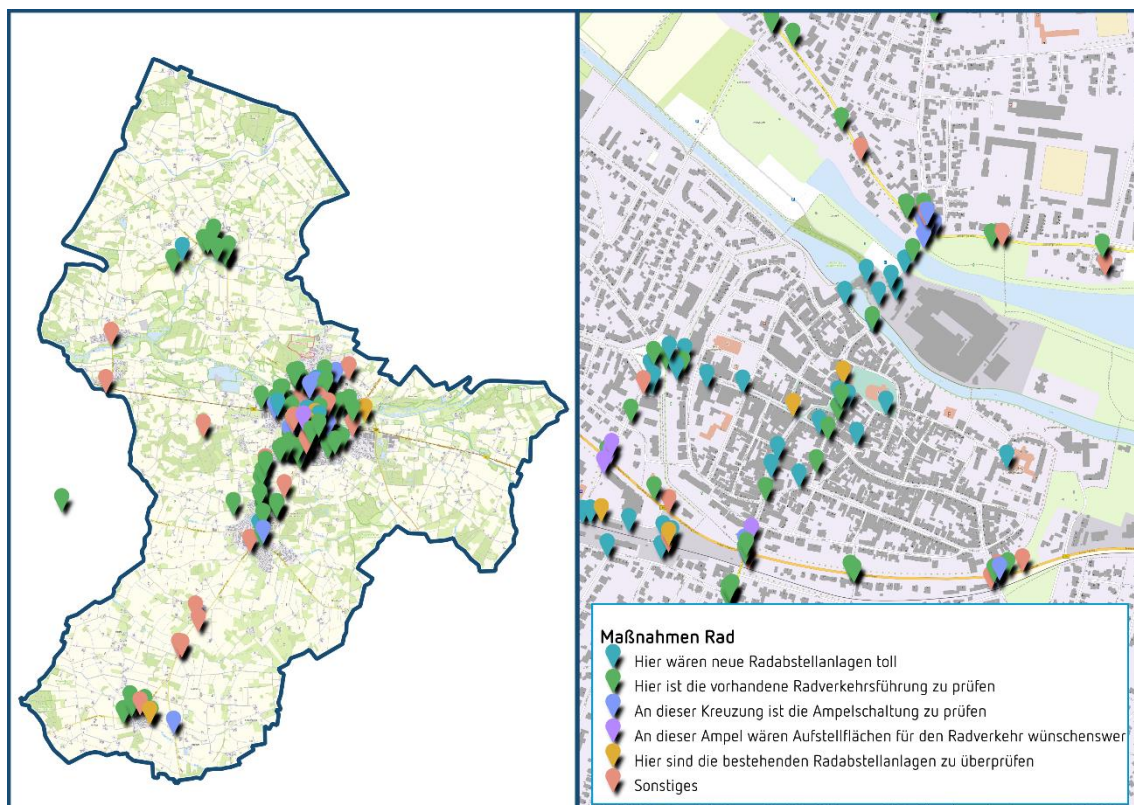 Maßnahmen Rad
Hier wären neue Radabstellanlagen toll
Hier ist die vorhandene Radverkehrsführung zu prüfen
An dieser Kreuzung ist die Ampelschaltung zu prüfen
An dieser Ampel wären Aufstellflächen für den Radverkehr wünschenswer
Hier sind die bestehenden Radabstellanlagen zu überprüfen
Sonstiges